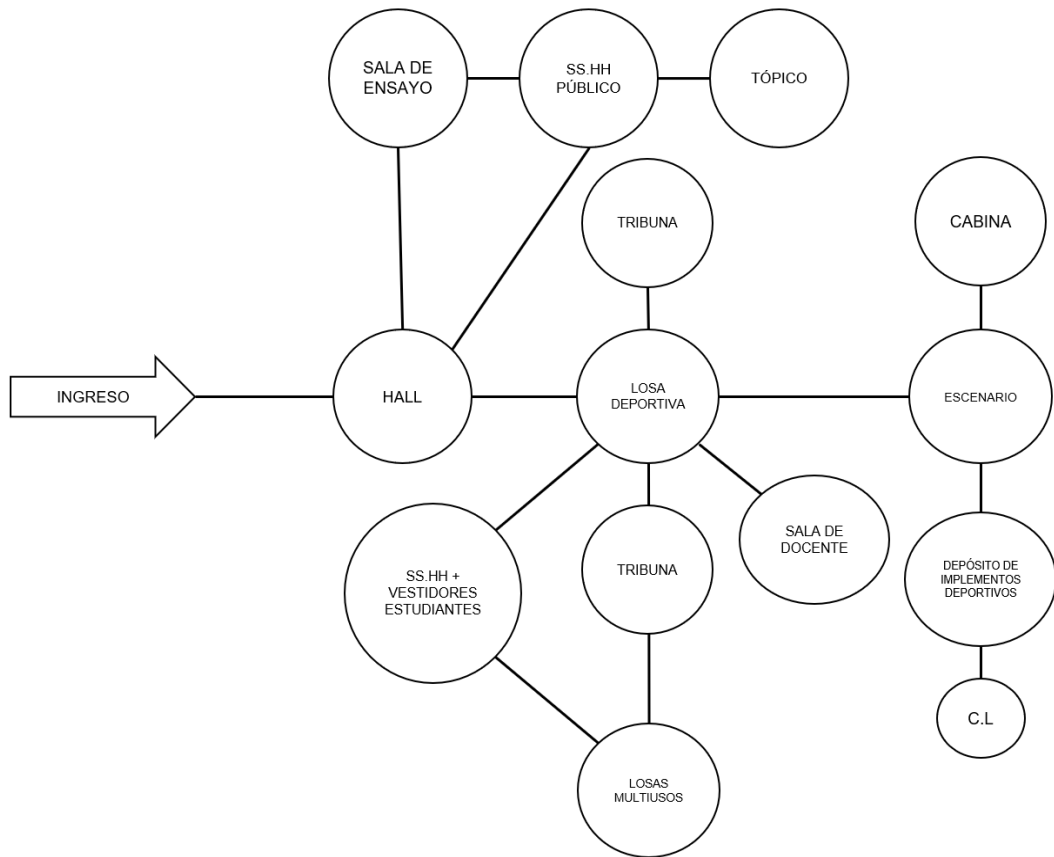 SALA DE
ENSAYO
SS.HH
PÚBLICO
TÓPICO
TRIBUNA
CABINA
INGRESO
HALL
LOSA
DEPORTIVA
ESCENARIO
SS.HH +
VESTIDORES
ESTUDIANTES
TRIBUNA
SALA DE
DOCENTE
DEPÓSITO DE
IMPLEMENTOS
DEPORTIVOS
C.L
LOSAS
MULTIUSOS